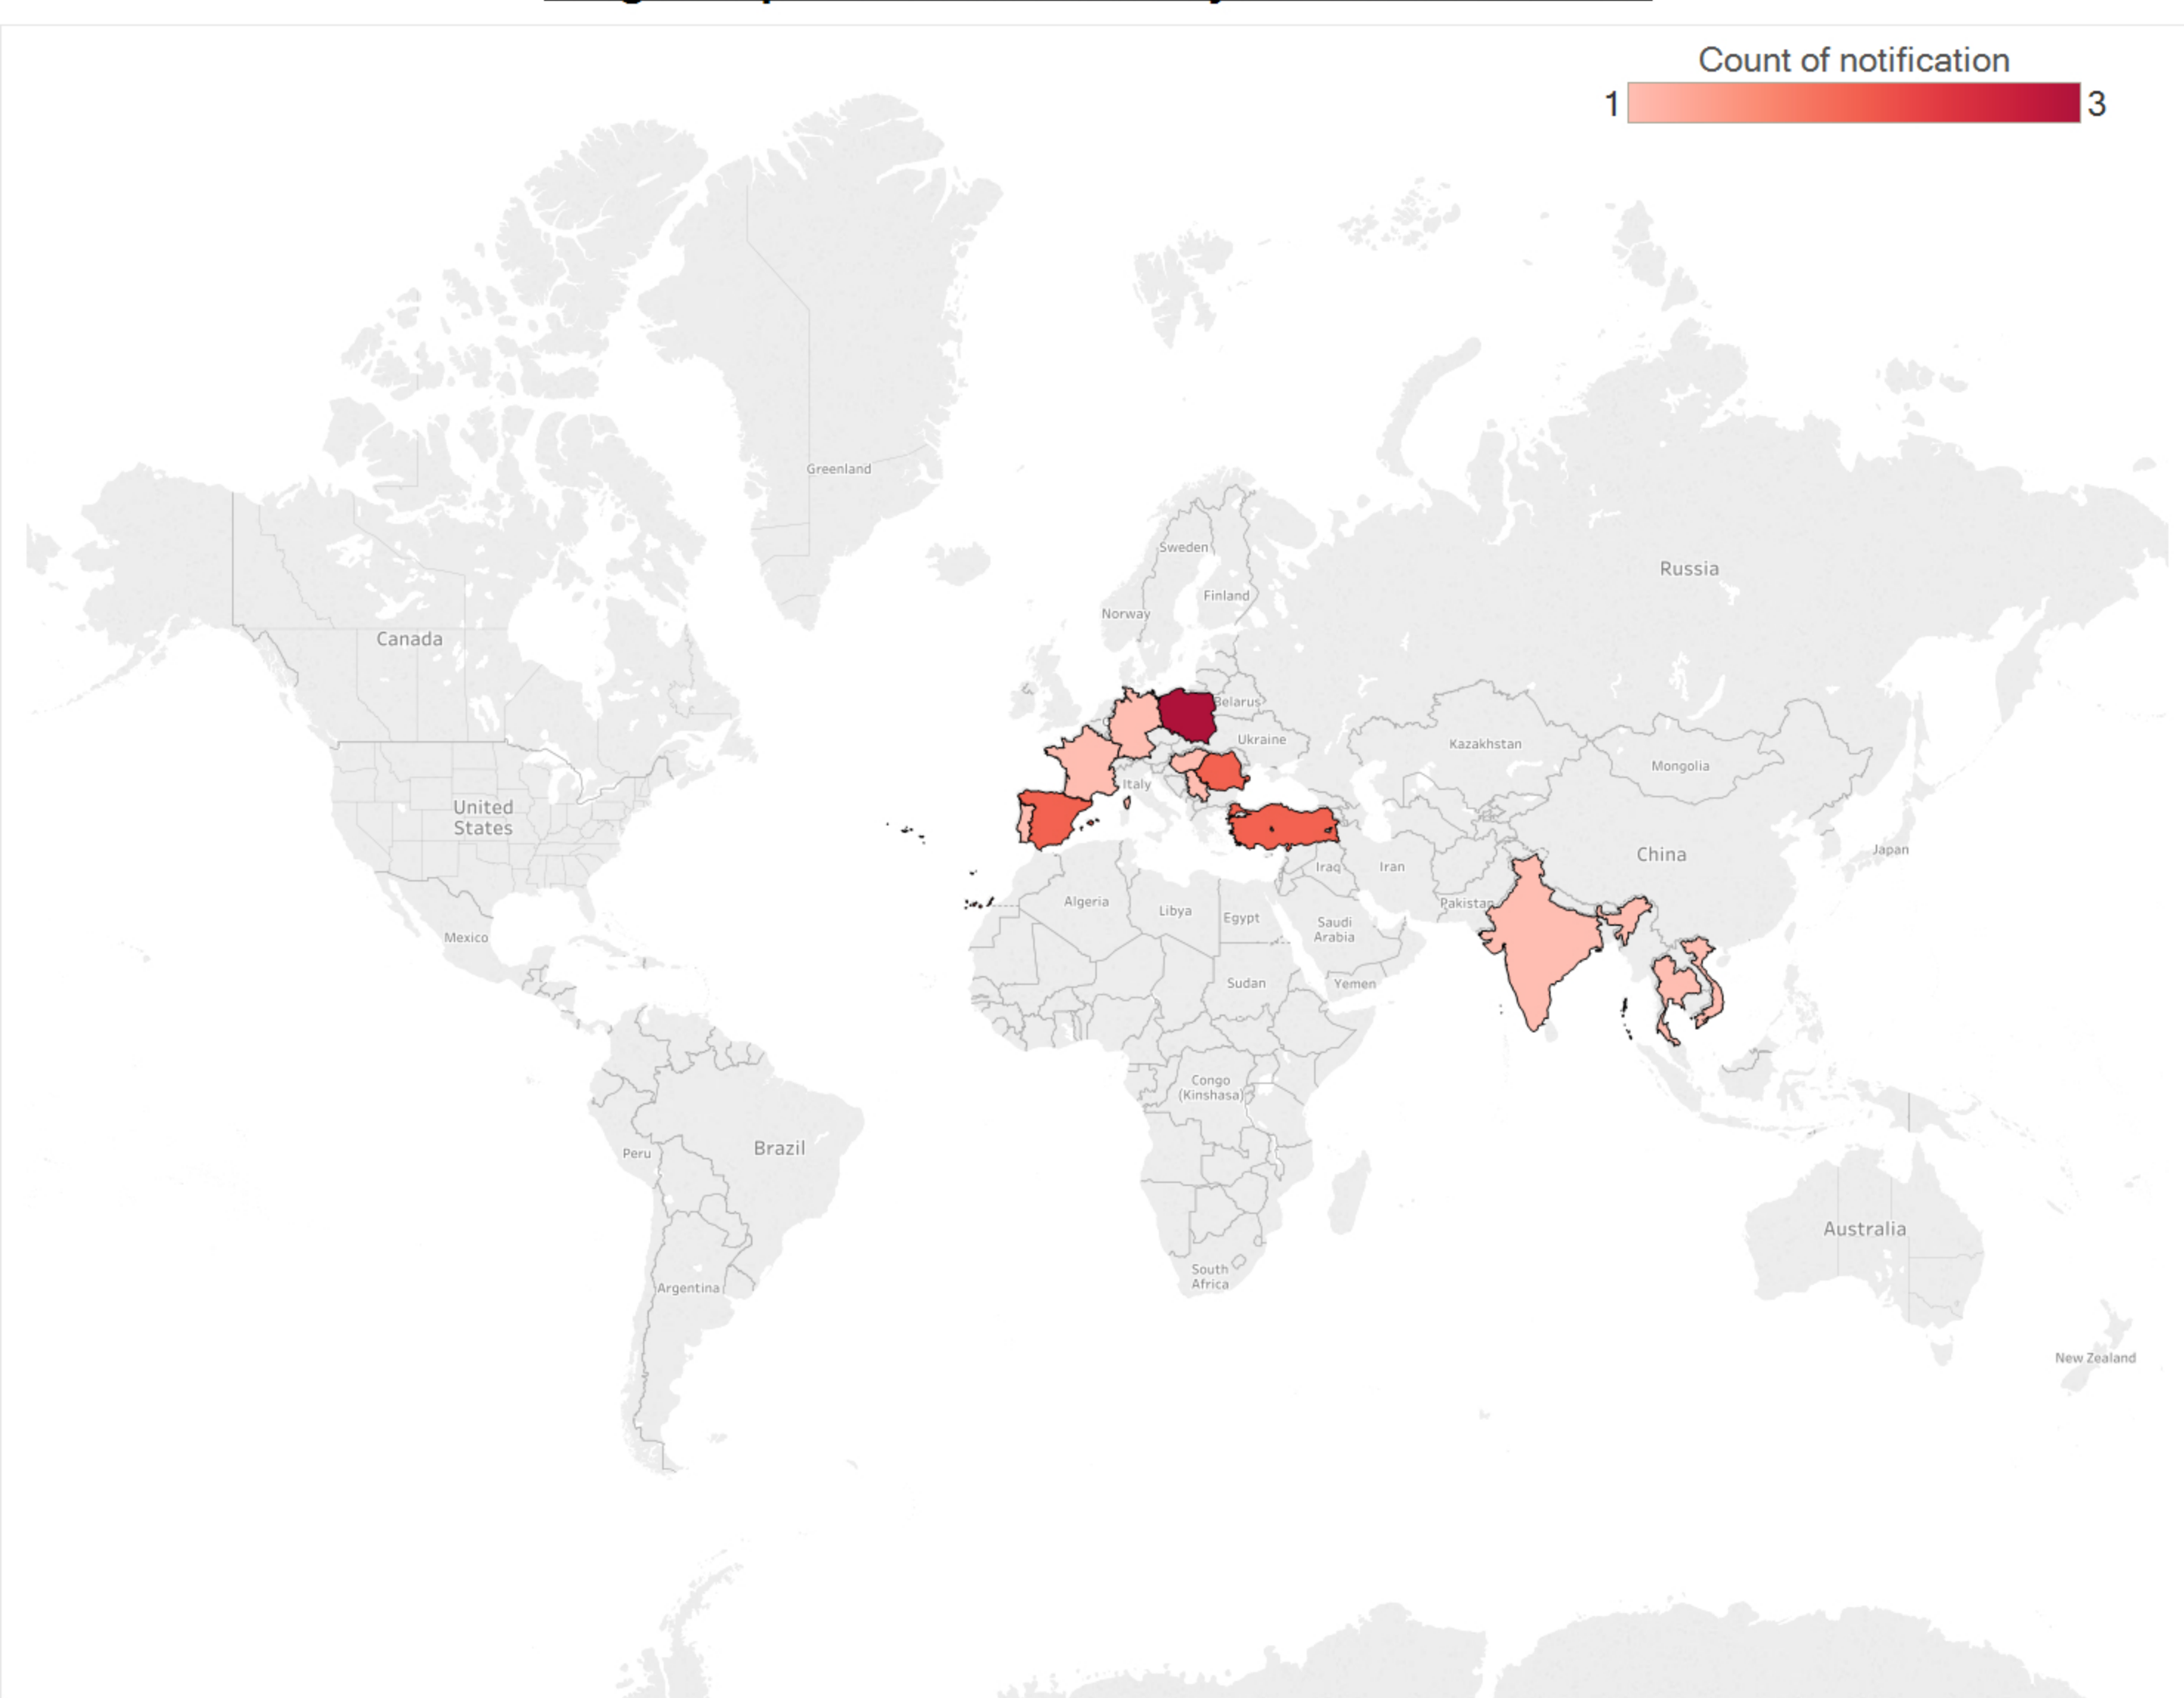 Count of notification
1
3
Greenland
Sweden
Russia
Finland
Norway
Canada
Belarus
Ukraine
Kazakhstan
Mongolia
Italy
United
States
China
Japan
Iraq
Iran
Algeria
Libya
Egypt
Pakistan
Saudi
Arabia
Mexico
Sudan
Yemen
Congo
(Kinshasa)
Brazil
Peru
Australia
South
Africa
Argentina
New Zealand